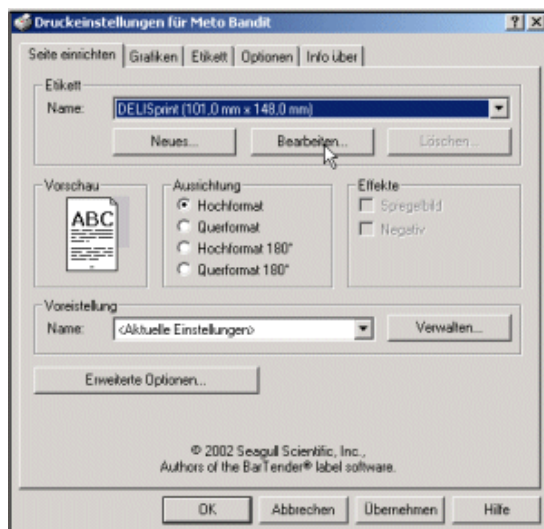 Druckeinstellungen für Meto Bandit
Seite einrichten Grafiken Etikett Optionen Info über
Etikett
Name: DELISprint (101,0 mm x 148,0 mm)
Neues... Bearbeiten... Löschen...
Vorschau
ABC
Ausrichtung
Hochformat
Querformat
Hochformat 180°
Querformat 180°
Effekte
Spiegelbild
Negativ
Voreistellung
Name: <Aktuelle Einstellungen>
Verwalten...
Erweiterte Optionen...
© 2002 Seagull Scientific, Inc.,
Authors of the BarTender® label software.
OK Abbrechen Übernehmen Hilfe